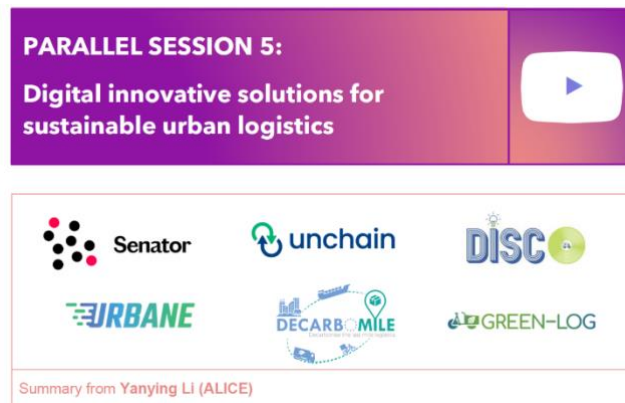 PARALLEL SESSION 5:
Digital innovative solutions for
sustainable urban logistics
Senator
unchain
DISCO
URBANE
DECARBOMILE
GREEN-LOG
Summary from Yanying Li (ALICE)